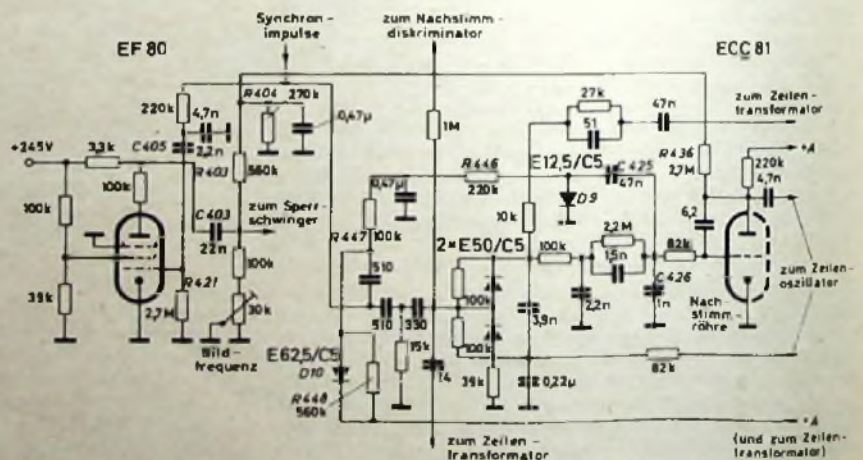 Synchron-
impulse
zum Nachstimm-
diskriminator
EF 80
ECC 81
220k
4,7n
R404
270k
0,47µ
1M
27k
51
47n
zum Zeilen-
transformator
+245V
3,3k
C405
2,2n
R403
560k
100k
R446
220k
E12,5/C5
C425
47n
D9
R436
2,7M
220k
+A
4,7n
0,47µ
100k
C403
22n
zum Sperr-
schwinger
R447
100k
10k
2,2M
1,5n
6,2
2×E50/C5
100k
82k
510
39k
R421
2,7M
100k
30k
Bild-
frequenz
510
330
100k
100k
3,9n
2,2n
C426
1n
Nach-
stimm-
röhre
zum Zeilen-
oszillator
E62,5/C5
D10
15k
14
39k
0,22µ
82k
R448
560k
+A
zum Zeilen-
transformator
(und zum Zeilen-
transformator)